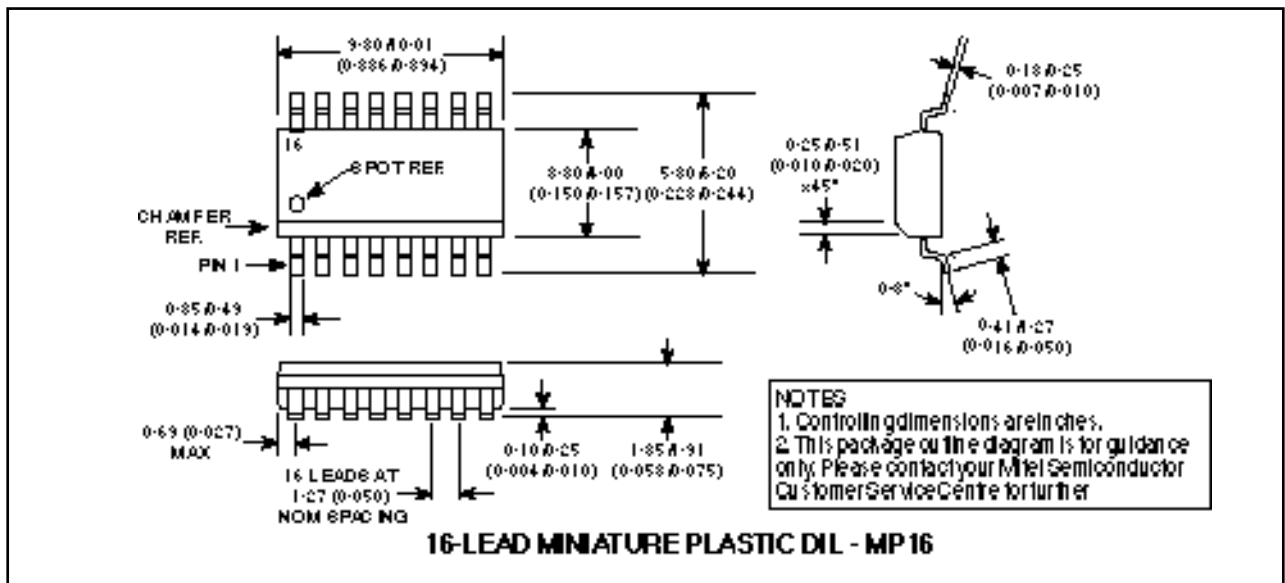 9·80/10·01
(0·386/0·394)
16
SPOT REF.
CHAMFER
REF.
PIN 1
3·80/4·00
(0·150/0·157)
5·80/6·20
(0·228/0·244)
0·18/0·25
(0·007/0·010)
0·25/0·51
(0·010/0·020)
x45°
0-8°
0·41/1·27
(0·016/0·050)
0·35/0·49
(0·014/0·019)
0·69 (0·027)
MAX
16 LEADS AT
1·27 (0·050)
NOM SPACING
0·10/0·25
(0·004/0·010)
1·35/1·91
(0·053/0·075)
NOTES
1. Controlling dimensions are inches.
2. This package outline diagram is for guidance
only. Please contact your Mitel Semiconductor
Customer Service Centre for further
16-LEAD MINIATURE PLASTIC DIL - MP16